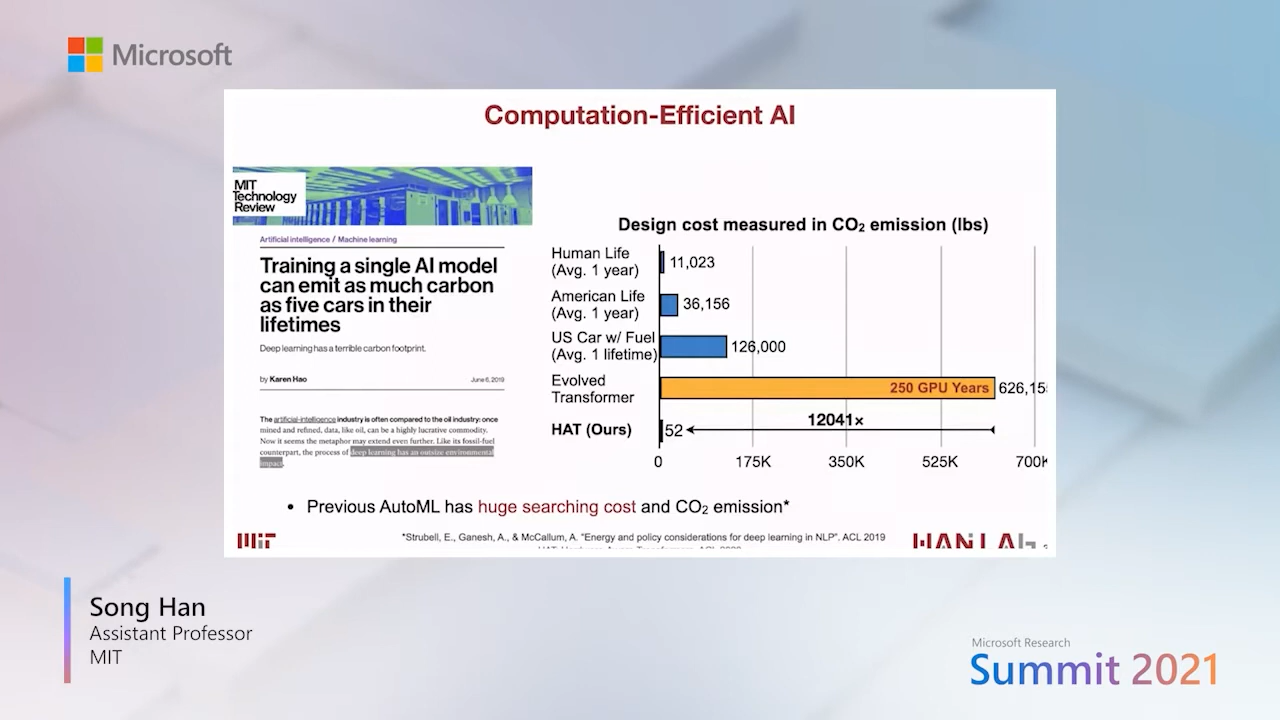 Microsoft
Computation-Efficient AI
MIT
Technology
Review
Artificial intelligence / Machine learning
Training a single AI model
can emit as much carbon
as five cars in their
lifetimes
Deep learning has a terrible carbon footprint.
by Karen Hao
June 6, 2019
The artificial-intelligence industry is often compared to the oil industry: once
mined and refined, data, like oil, can be a highly lucrative commodity.
Now it seems the metaphor may extend even further. Like its fossil-fuel
counterpart, the process of deep learning has an outsize environmental
impact.
Design cost measured in CO₂ emission (lbs)
Human Life
(Avg. 1 year)
11,023
American Life
(Avg. 1 year)
36,156
US Car w/ Fuel
(Avg. 1 lifetime)
126,000
Evolved
Transformer
250 GPU Years
626,15
HAT (Ours)
52
12041×
0 175K 350K 525K 700K
• Previous AutoML has huge searching cost and CO₂ emission*
*Strubell, E., Ganesh, A., & McCallum, A. "Energy and policy considerations for deep learning in NLP". ACL 2019
MIT
HAN LAB
Song Han
Assistant Professor
MIT
Microsoft Research
Summit 2021